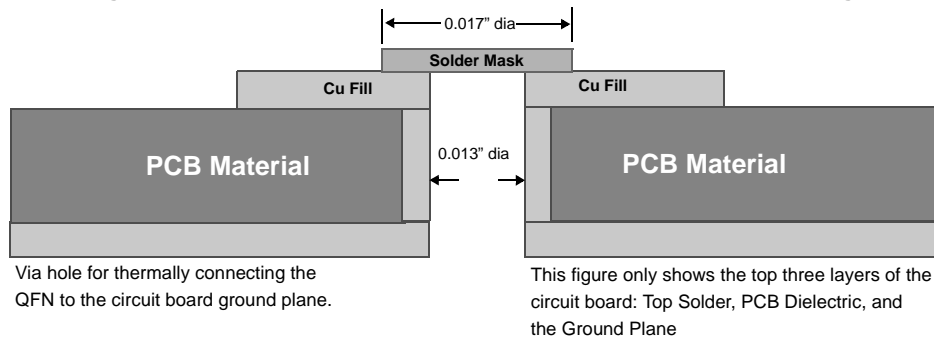 0.017” dia
Solder Mask
Cu Fill
Cu Fill
0.013” dia
PCB Material
PCB Material
Via hole for thermally connecting the
QFN to the circuit board ground plane.
This figure only shows the top three layers of the
circuit board: Top Solder, PCB Dielectric, and
the Ground Plane